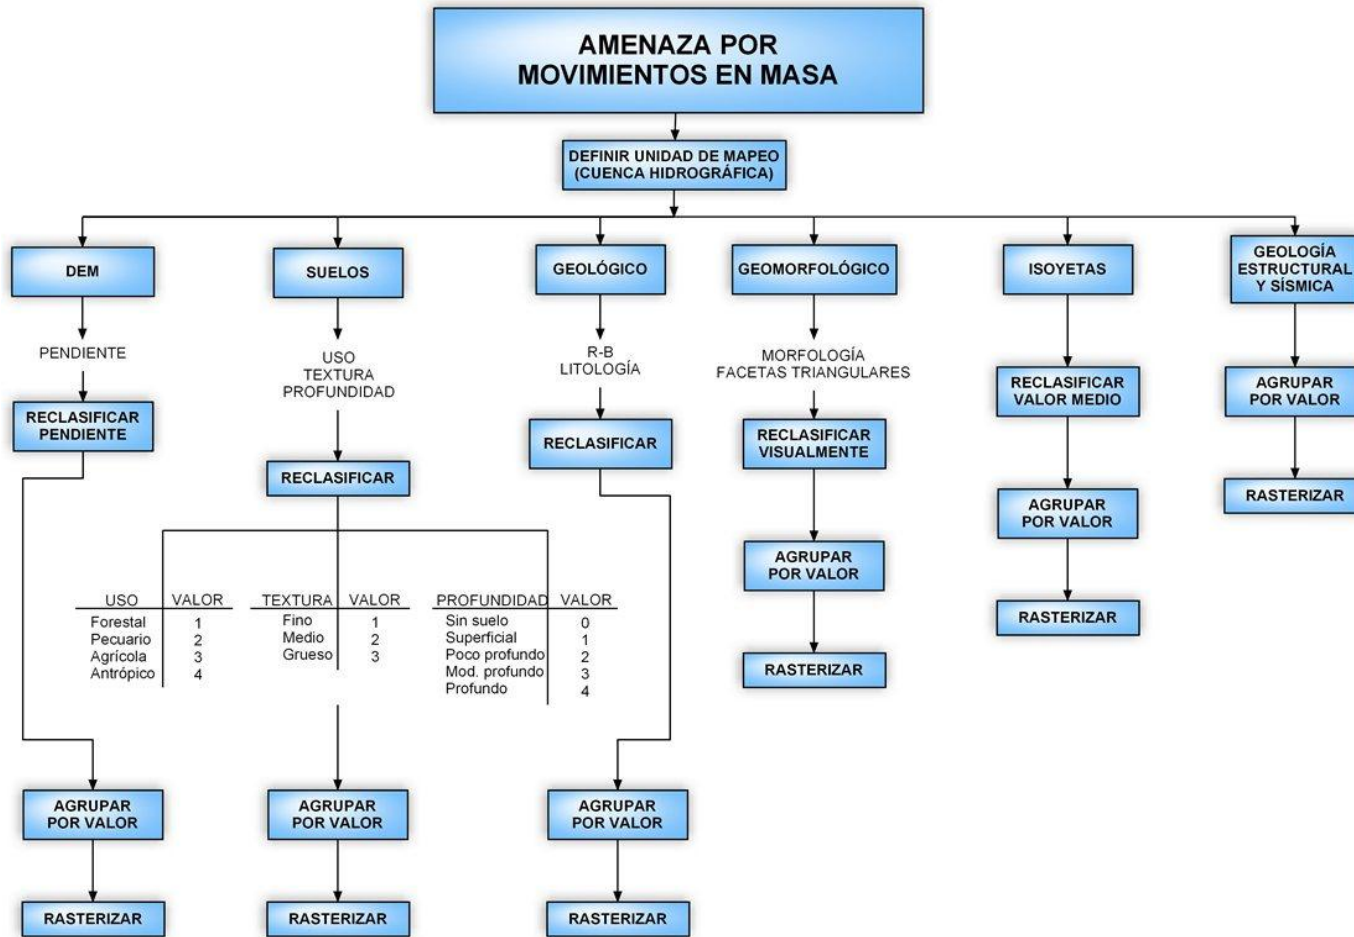 AMENAZA POR
MOVIMIENTOS EN MASA
DEFINIR UNIDAD DE MAPEO
(CUENCA HIDROGRÁFICA)
DEM
SUELOS
GEOLÓGICO
GEOMORFOLÓGICO
ISOYETAS
GEOLOGÍA
ESTRUCTURAL
Y SÍSMICA
PENDIENTE
USO
TEXTURA
PROFUNDIDAD
R-B
LITOLOGÍA
MORFOLOGÍA
FACETAS TRIANGULARES
RECLASIFICAR
VALOR MEDIO
AGRUPAR
POR VALOR
RECLASIFICAR
PENDIENTE
RECLASIFICAR
RECLASIFICAR
RECLASIFICAR
VISUALMENTE
AGRUPAR
POR VALOR
RASTERIZAR
AGRUPAR
POR VALOR
RASTERIZAR
RASTERIZAR
USO VALOR
Forestal 1
Pecuario 2
Agrícola 3
Antrópico 4
TEXTURA VALOR
Fino 1
Medio 2
Grueso 3
PROFUNDIDAD VALOR
Sin suelo 0
Superficial 1
Poco profundo 2
Mod. profundo 3
Profundo 4
AGRUPAR
POR VALOR
AGRUPAR
POR VALOR
AGRUPAR
POR VALOR
RASTERIZAR
RASTERIZAR
RASTERIZAR